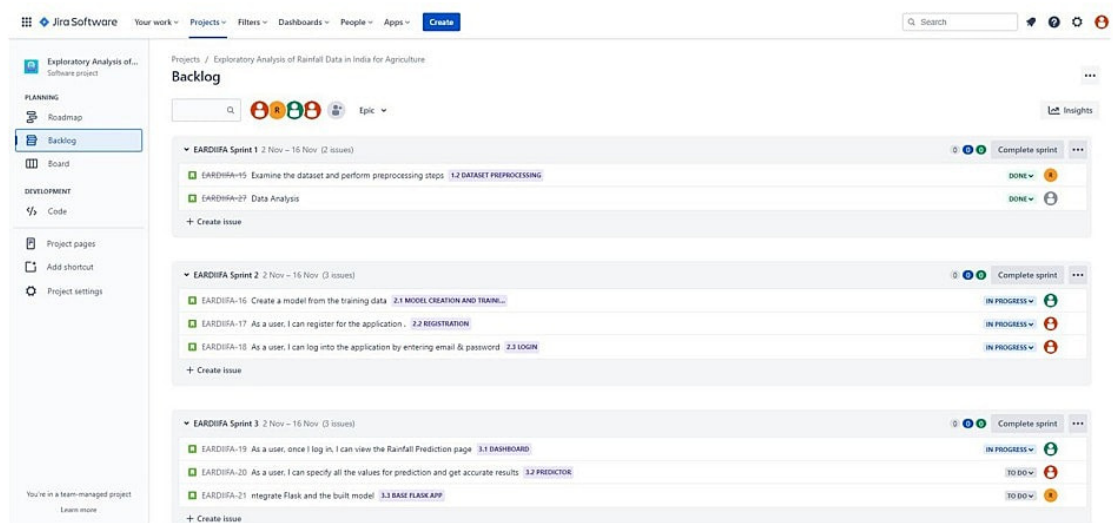 Jira Software Your work Projects Filters Dashboards People Apps Create Search
Exploratory Analysis of...
Software project
PLANNING
Roadmap
Backlog
Board
DEVELOPMENT
Code
Project pages
Add shortcut
Project settings
You're in a team-managed project
Learn more
Projects / Exploratory Analysis of Rainfall Data in India for Agriculture
Backlog
R Epic Insights
EARDIIFA Sprint 1 2 Nov – 16 Nov (2 issues) 0 0 0 Complete sprint
EARDIIFA-15 Examine the dataset and perform preprocessing steps 1.2 DATASET PREPROCESSING DONE R
EARDIIFA-27 Data Analysis DONE
+ Create issue
EARDIIFA Sprint 2 2 Nov – 16 Nov (3 issues) 0 0 0 Complete sprint
EARDIIFA-16 Create a model from the training data 2.1 MODEL CREATION AND TRAINI... IN PROGRESS
EARDIIFA-17 As a user, I can register for the application . 2.2 REGISTRATION IN PROGRESS
EARDIIFA-18 As a user, I can log into the application by entering email & password 2.3 LOGIN IN PROGRESS
+ Create issue
EARDIIFA Sprint 3 2 Nov – 16 Nov (3 issues) 0 0 0 Complete sprint
EARDIIFA-19 As a user, once I log in, I can view the Rainfall Prediction page 3.1 DASHBOARD IN PROGRESS
EARDIIFA-20 As a user, I can specify all the values for prediction and get accurate results 3.2 PREDICTOR TO DO
EARDIIFA-21 ntegrate Flask and the built model 3.3 BASE FLASK APP TO DO R
+ Create issue